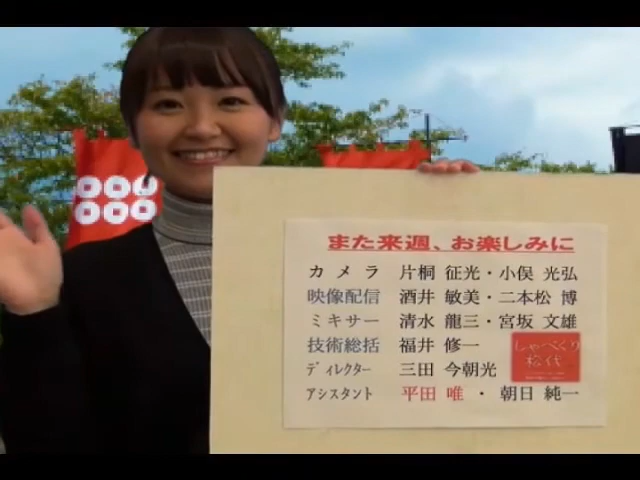 また来週、お楽しみに
カメラ 片桐 征光・小俣 光弘
映像配信 酒井 敏美・二本松 博
ミキサー 清水 龍三・宮坂 文雄
技術総括 福井 修一
ディレクター 三田 今朝光
アシスタント 平田 唯・朝日 純一
しゃべくり
松代